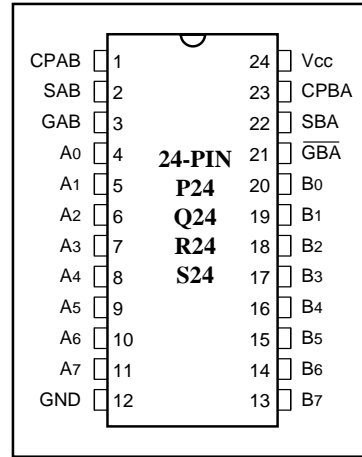 CPAB 1 24 Vcc
SAB 2 23 CPBA
GAB 3 22 SBA
A0 4 24-PIN 21 G̅B̅A̅
A1 5 P24 20 B0
A2 6 Q24 19 B1
A3 7 R24 18 B2
A4 8 S24 17 B3
A5 9 16 B4
A6 10 15 B5
A7 11 14 B6
GND 12 13 B7